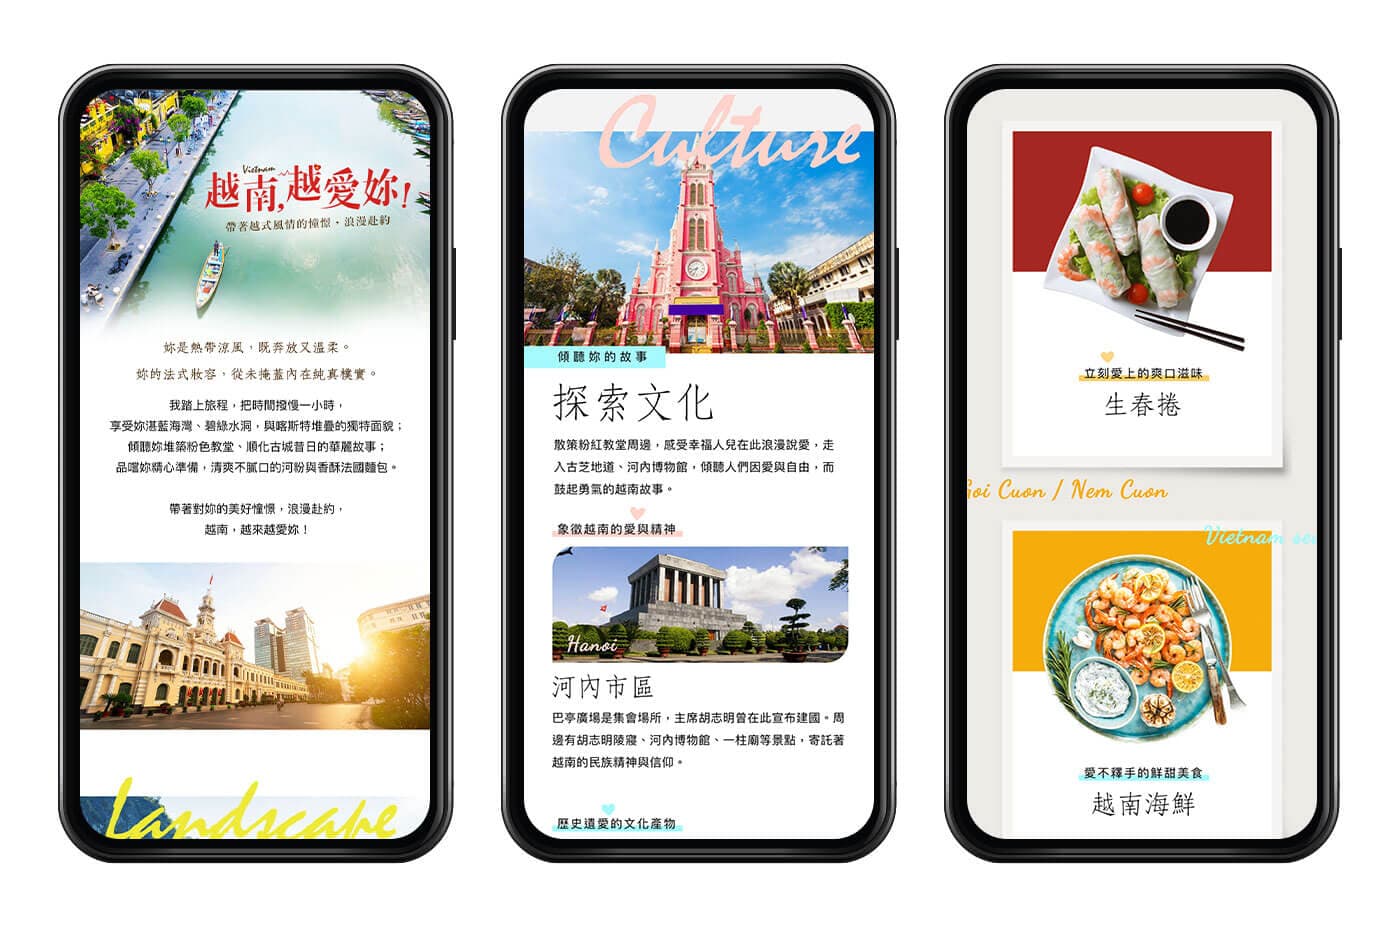 Vietnam
越南,越愛妳!
帶著越式風情的憧憬・浪漫赴約
妳是熱帶涼風，既奔放又溫柔。
妳的法式妝容，從未掩蓋內在純真樸實。
我踏上旅程，把時間撥慢一小時，
享受妳湛藍海灣、碧綠水洞，與喀斯特堆疊的獨特面貌；
傾聽妳堆築粉色教堂、順化古城昔日的華麗故事；
品嚐妳精心準備，清爽不膩口的河粉與香酥法國麵包。
帶著對妳的美好憧憬，浪漫赴約，
越南，越來越愛妳！
Landscape
Culture
傾聽妳的故事
探索文化
散策粉紅教堂周邊，感受幸福人兒在此浪漫說愛，走
入古芝地道、河內博物館，傾聽人們因愛與自由，而
鼓起勇氣的越南故事。
象徵越南的愛與精神
Hanoi
河內市區
巴亭廣場是集會場所，主席胡志明曾在此宣布建國。周
邊有胡志明陵寢、河內博物館、一柱廟等景點，寄託著
越南的民族精神與信仰。
歷史遺愛的文化產物
立刻愛上的爽口滋味
生春捲
Goi Cuon / Nem Cuon
Vietnam
愛不釋手的鮮甜美食
越南海鮮